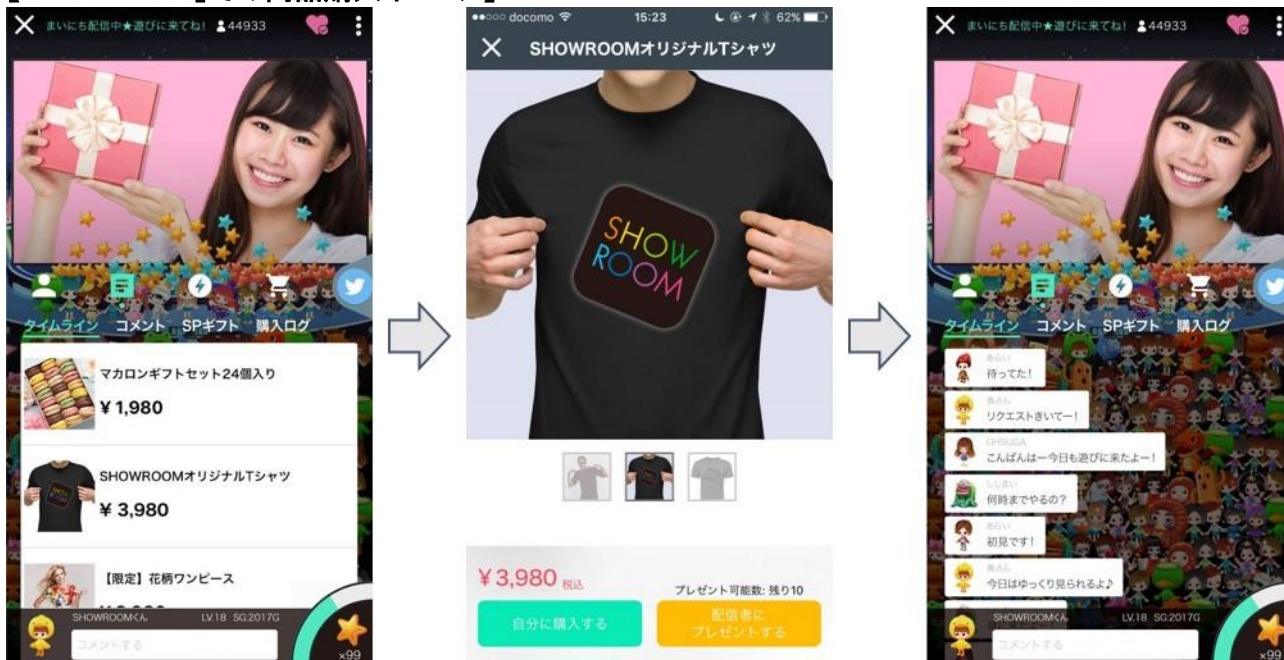 まいにち配信中★遊びに来てね! 44933
タイムライン コメント SPギフト 購入ログ
マカロンギフトセット24個入り
¥1,980
SHOWROOMオリジナルTシャツ
¥ 3,980
【限定】花柄ワンピース
SHOWROOMくん LV.18 SG:2017G
コメントする
×99
docomo 15:23 62%
SHOWROOMオリジナルTシャツ
SHOW
ROOM
¥3,980 税込
プレゼント可能数: 残り10
自分に購入する
配信者に
プレゼントする
まいにち配信中★遊びに来てね! 44933
タイムライン コメント SPギフト 購入ログ
あらい
待ってた!
リクエストきいてー!
OHSUGA
こんばんはー今日も遊びに来たよー!
ししまい
何時までやるの?
あらい
初見です!
今日はゆっくり見られるよ♪
SHOWROOMくん LV.18 SG:2017G
コメントする
×99